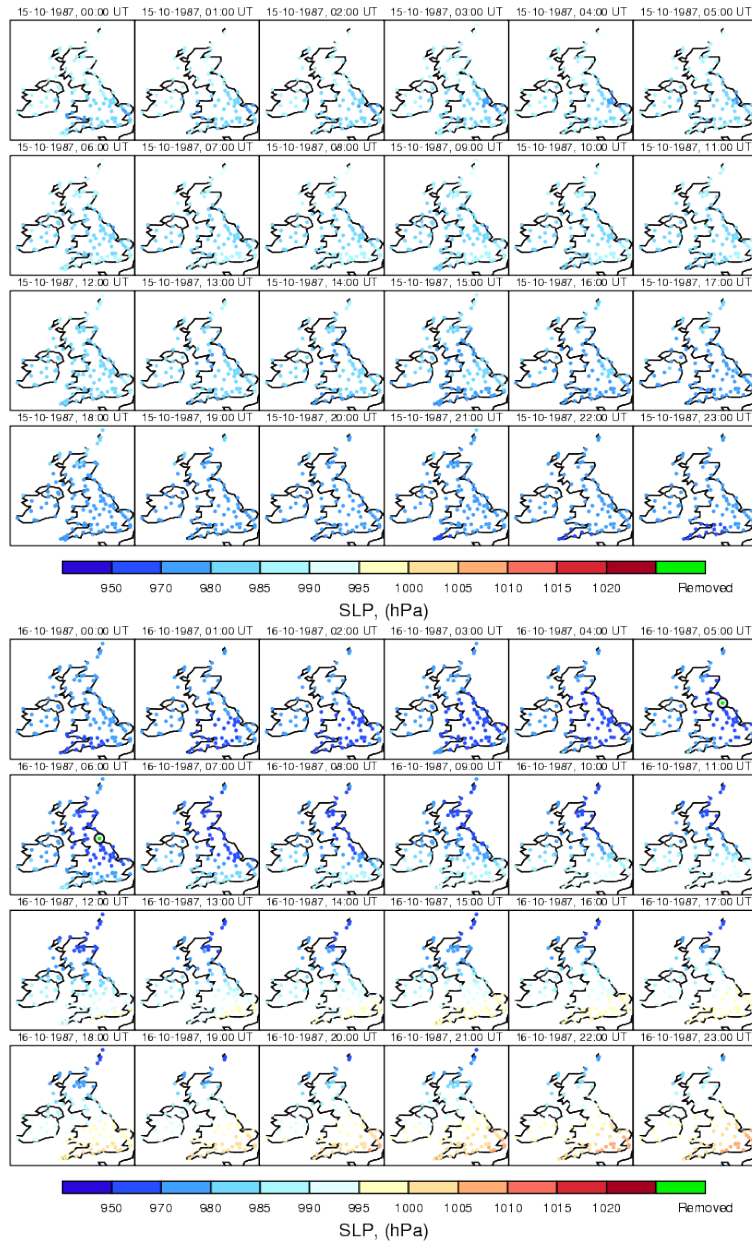 15-10-1987, 00:00 UT 15-10-1987, 01:00 UT 15-10-1987, 02:00 UT 15-10-1987, 03:00 UT 15-10-1987, 04:00 UT 15-10-1987, 05:00 UT
15-10-1987, 06:00 UT 15-10-1987, 07:00 UT 15-10-1987, 08:00 UT 15-10-1987, 09:00 UT 15-10-1987, 10:00 UT 15-10-1987, 11:00 UT
15-10-1987, 12:00 UT 15-10-1987, 13:00 UT 15-10-1987, 14:00 UT 15-10-1987, 15:00 UT 15-10-1987, 16:00 UT 15-10-1987, 17:00 UT
15-10-1987, 18:00 UT 15-10-1987, 19:00 UT 15-10-1987, 20:00 UT 15-10-1987, 21:00 UT 15-10-1987, 22:00 UT 15-10-1987, 23:00 UT
950 970 980 985 990 995 1000 1005 1010 1015 1020 Removed
SLP, (hPa)
16-10-1987, 00:00 UT 16-10-1987, 01:00 UT 16-10-1987, 02:00 UT 16-10-1987, 03:00 UT 16-10-1987, 04:00 UT 16-10-1987, 05:00 UT
16-10-1987, 06:00 UT 16-10-1987, 07:00 UT 16-10-1987, 08:00 UT 16-10-1987, 09:00 UT 16-10-1987, 10:00 UT 16-10-1987, 11:00 UT
16-10-1987, 12:00 UT 16-10-1987, 13:00 UT 16-10-1987, 14:00 UT 16-10-1987, 15:00 UT 16-10-1987, 16:00 UT 16-10-1987, 17:00 UT
16-10-1987, 18:00 UT 16-10-1987, 19:00 UT 16-10-1987, 20:00 UT 16-10-1987, 21:00 UT 16-10-1987, 22:00 UT 16-10-1987, 23:00 UT
950 970 980 985 990 995 1000 1005 1010 1015 1020 Removed
SLP, (hPa)